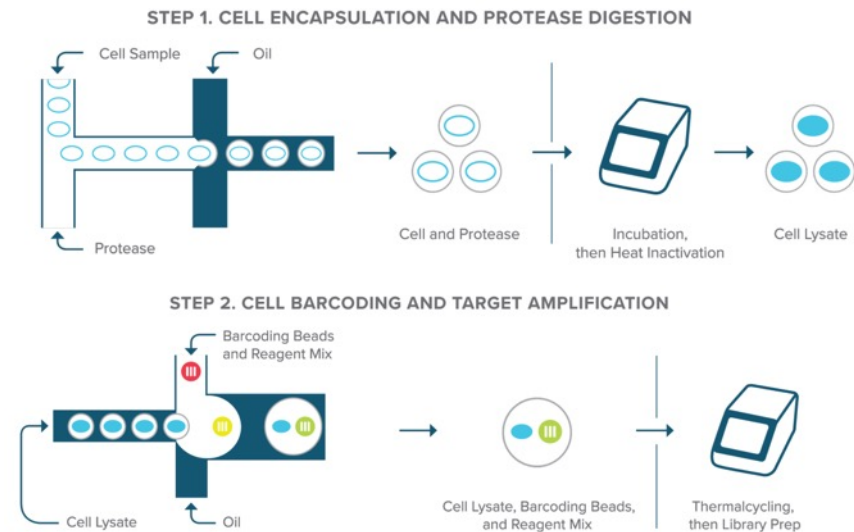 STEP 1. CELL ENCAPSULATION AND PROTEASE DIGESTION
Cell Sample
Oil
Protease
Cell and Protease
Incubation,
then Heat Inactivation
Cell Lysate
STEP 2. CELL BARCODING AND TARGET AMPLIFICATION
Barcoding Beads
and Reagent Mix
Cell Lysate
Oil
Cell Lysate, Barcoding Beads,
and Reagent Mix
Thermalcycling,
then Library Prep